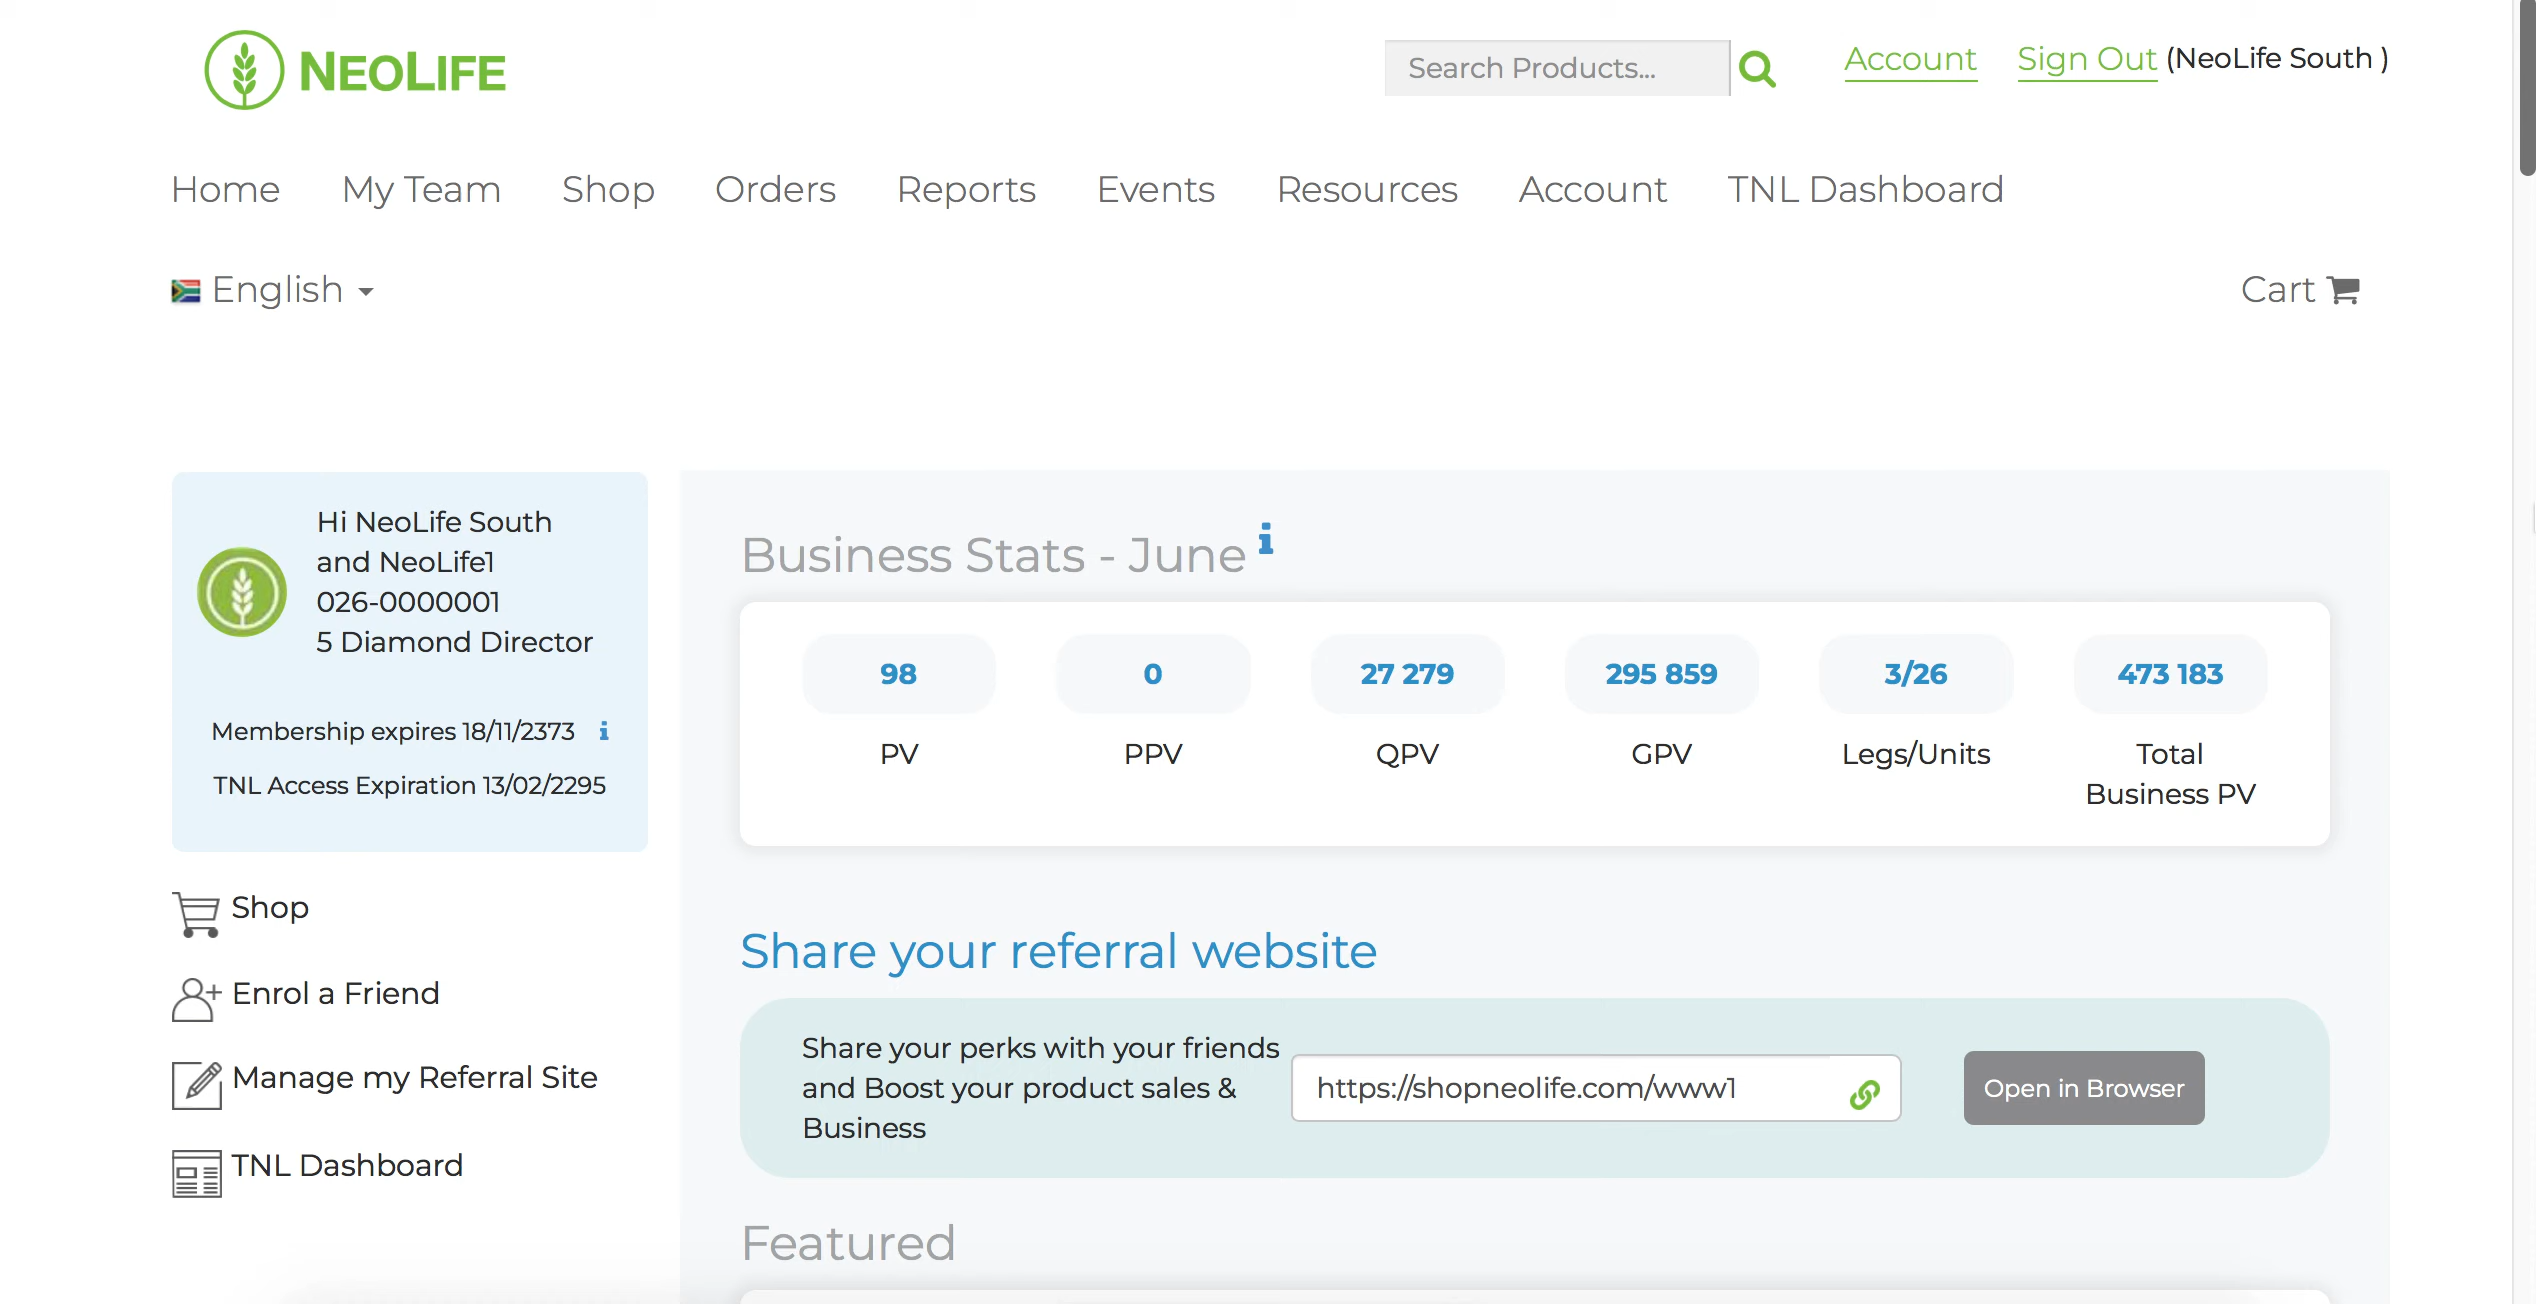 NEOLIFE
Search Products...
Account
Sign Out (NeoLife South )
Home
My Team
Shop
Orders
Reports
Events
Resources
Account
TNL Dashboard
English
Cart
Hi NeoLife South
and NeoLife1
026-0000001
5 Diamond Director
Membership expires 18/11/2373
TNL Access Expiration 13/02/2295
Shop
Enrol a Friend
Manage my Referral Site
TNL Dashboard
Business Stats - June
98
0
27 279
295 859
3/26
473 183
PV
PPV
QPV
GPV
Legs/Units
Total
Business PV
Share your referral website
Share your perks with your friends
and Boost your product sales &
Business
https://shopneolife.com/www1
Open in Browser
Featured